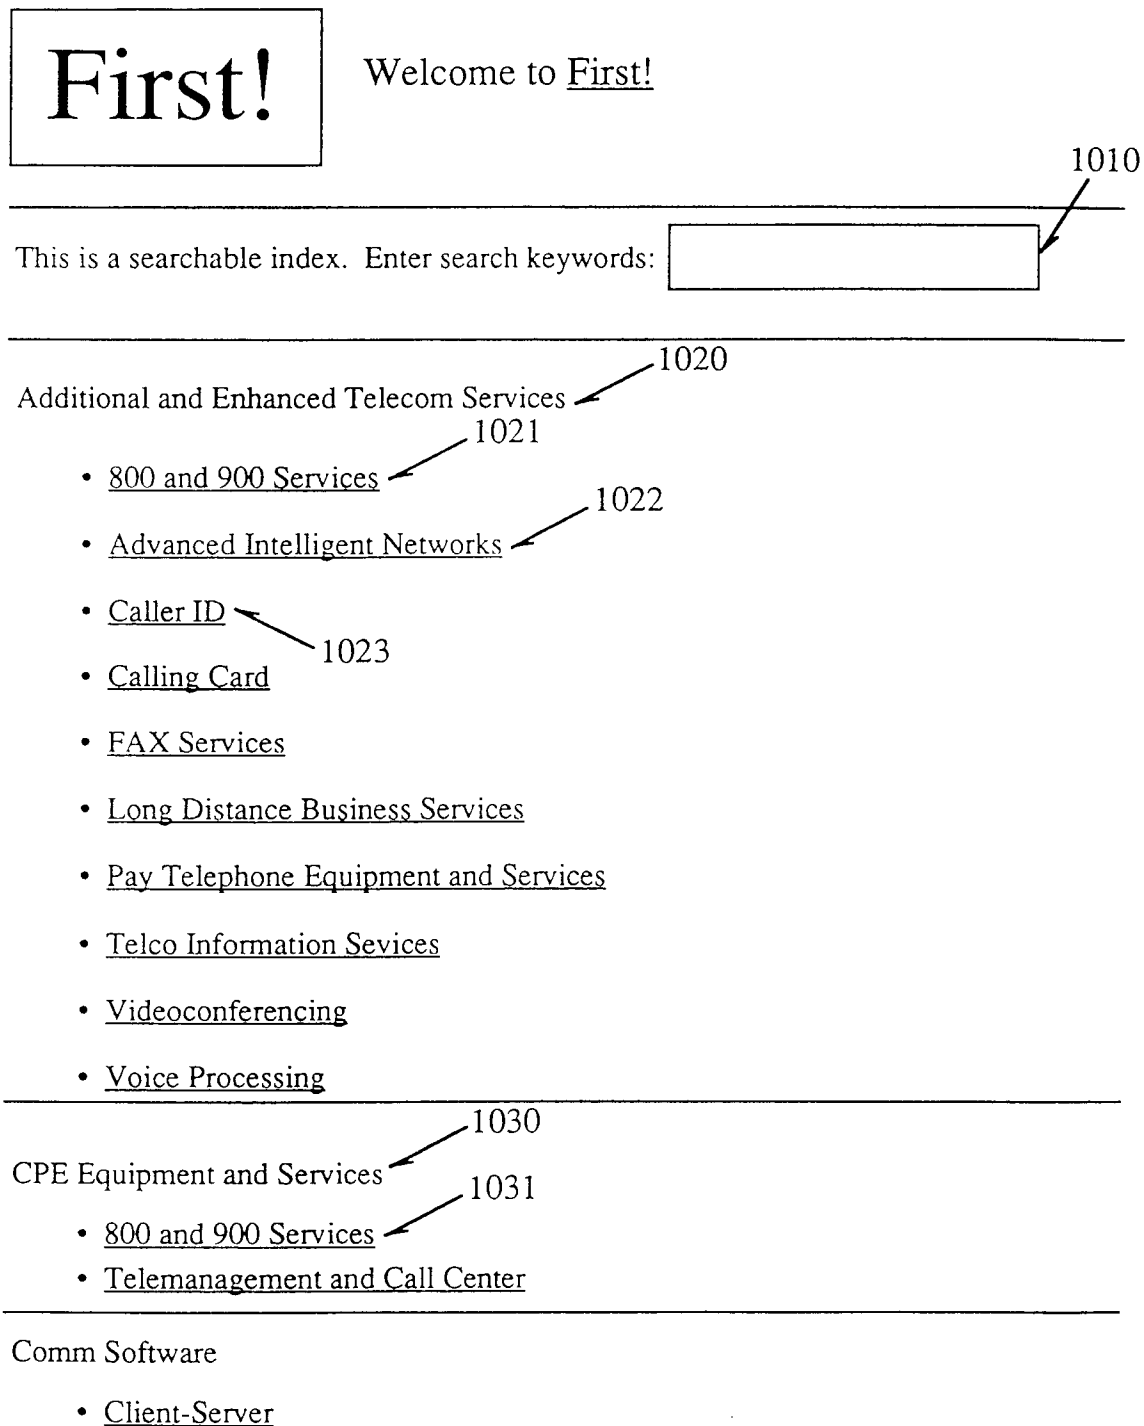 First!
Welcome to First!
1010
This is a searchable index. Enter search keywords:
1020
Additional and Enhanced Telecom Services
1021
• 800 and 900 Services
1022
• Advanced Intelligent Networks
• Caller ID
1023
• Calling Card
• FAX Services
• Long Distance Business Services
• Pay Telephone Equipment and Services
• Telco Information Sevices
• Videoconferencing
• Voice Processing
1030
CPE Equipment and Services
1031
• 800 and 900 Services
• Telemanagement and Call Center
Comm Software
• Client-Server